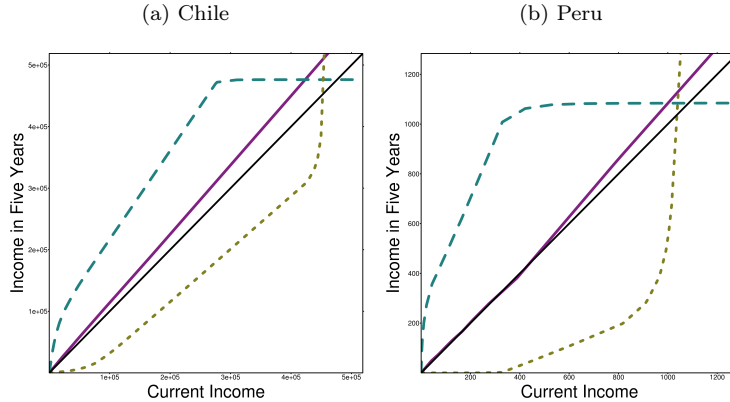 (a) Chile
(b) Peru
Income in Five Years
5e+05
4e+05
3e+05
2e+05
1e+05
1e+05
2e+05
3e+05
4e+05
5e+05
Current Income
Income in Five Years
1200
1000
800
600
400
200
200
400
600
800
1000
1200
Current Income